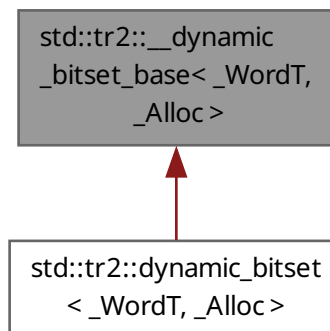 std::tr2::__dynamic
_bitset_base< _WordT,
_Alloc >
std::tr2::dynamic_bitset
< _WordT, _Alloc >